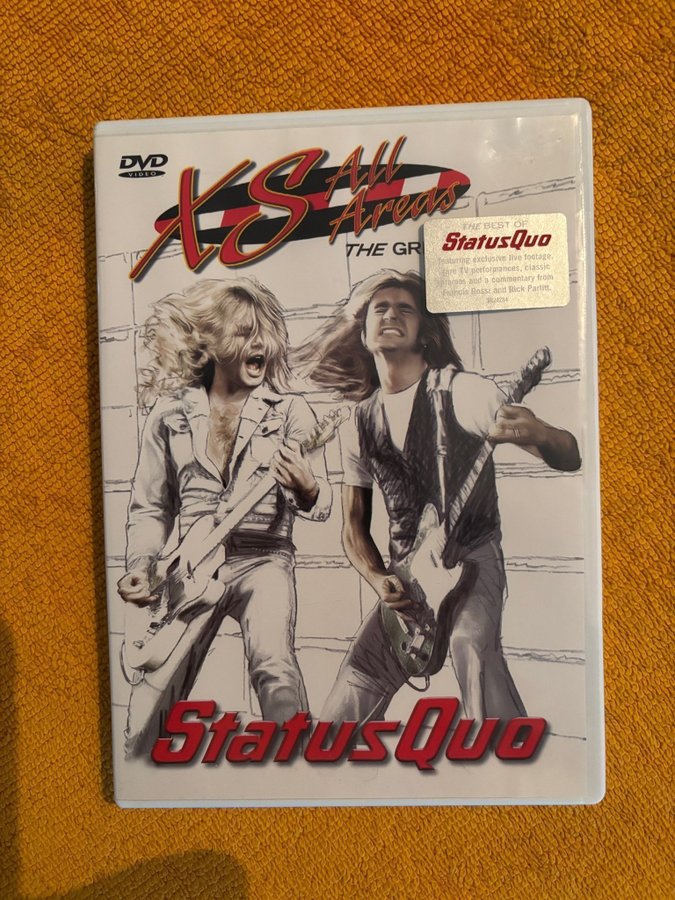 DVD
VIDEO
XS All
Areas
THE GR
THE BEST OF
StatusQuo
featuring exclusive live footage,
rare TV performances, classic
and a commentary from
Francis Rossi and Rick Parfitt.
StatusQuo